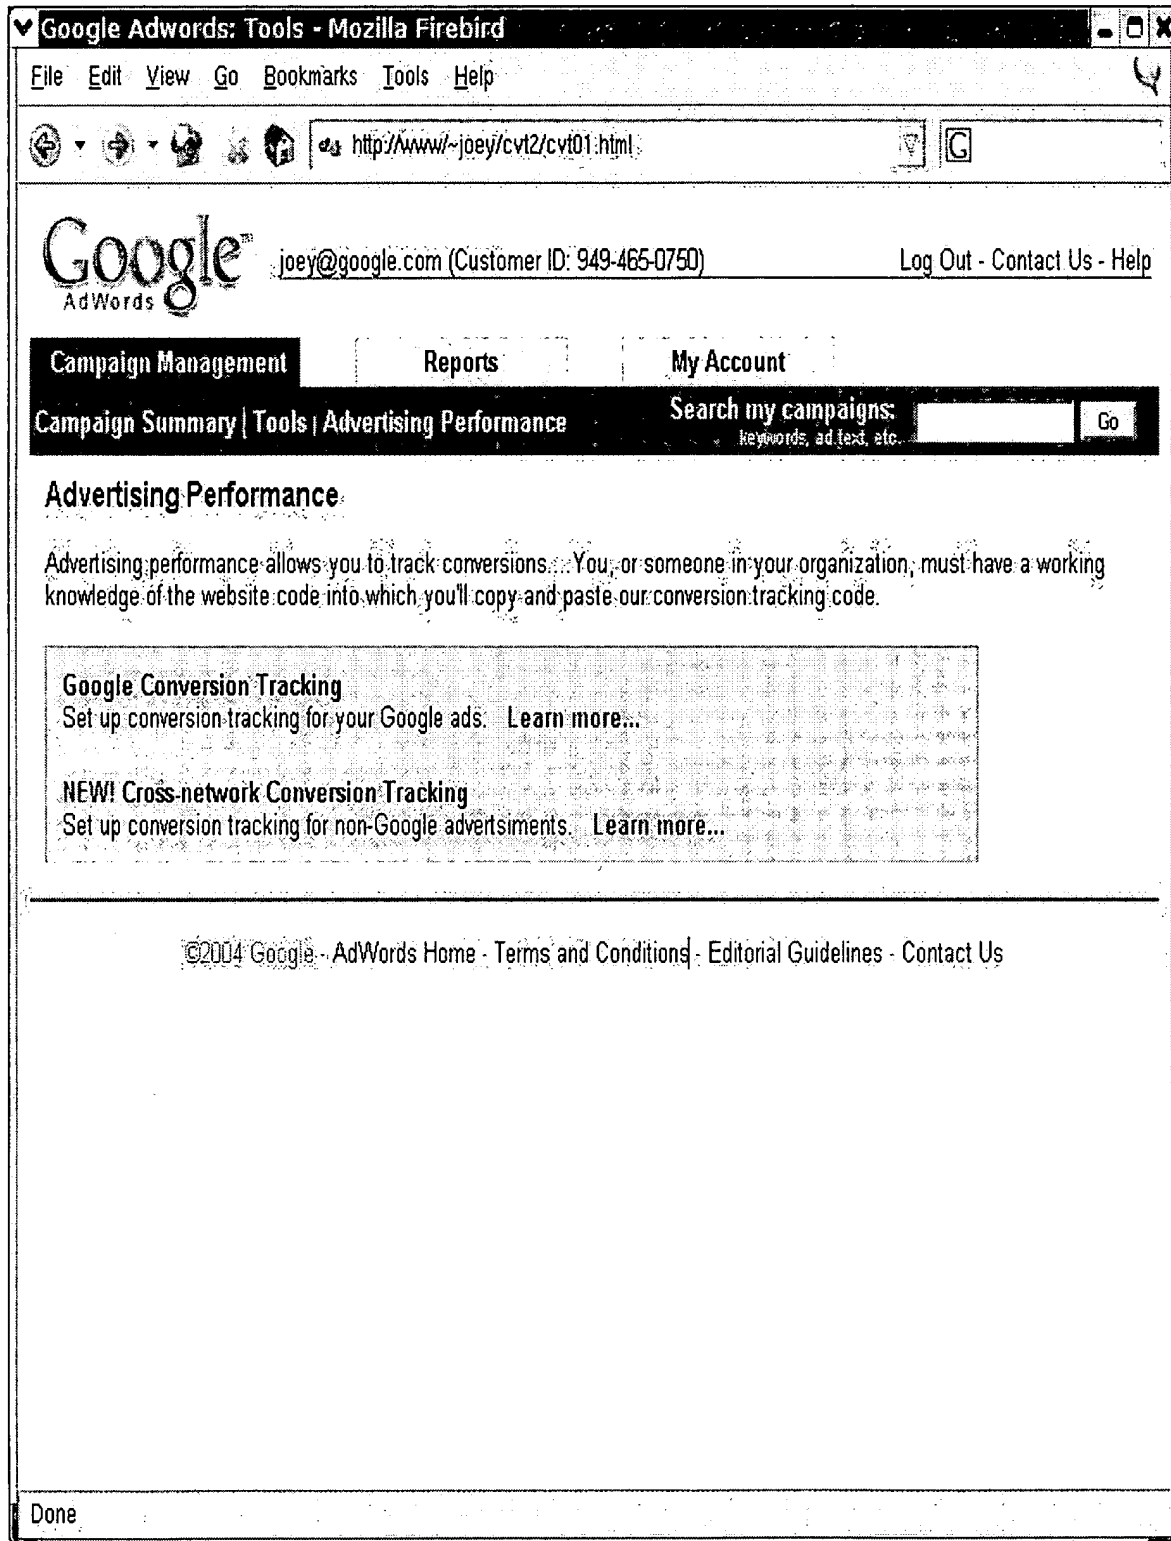 Google Adwords: Tools - Mozilla Firebird
File Edit View Go Bookmarks Tools Help
http://www/~joey/cvt2/cvt01.html G
Google™
AdWords
joey@google.com (Customer ID: 949-465-0750) Log Out - Contact Us - Help
Campaign Management Reports My Account
Campaign Summary | Tools | Advertising Performance Search my campaigns: Go
keywords, ad text, etc.
Advertising Performance
Advertising performance allows you to track conversions....You, or someone in your organization, must have a working
knowledge of the website code into which you'll copy and paste our conversion tracking code.
Google Conversion Tracking
Set up conversion tracking for your Google ads. Learn more...
NEW! Cross-network Conversion Tracking
Set up conversion tracking for non-Google advertsiments. Learn more...
©2004 Google - AdWords Home - Terms and Conditions - Editorial Guidelines - Contact Us
Done